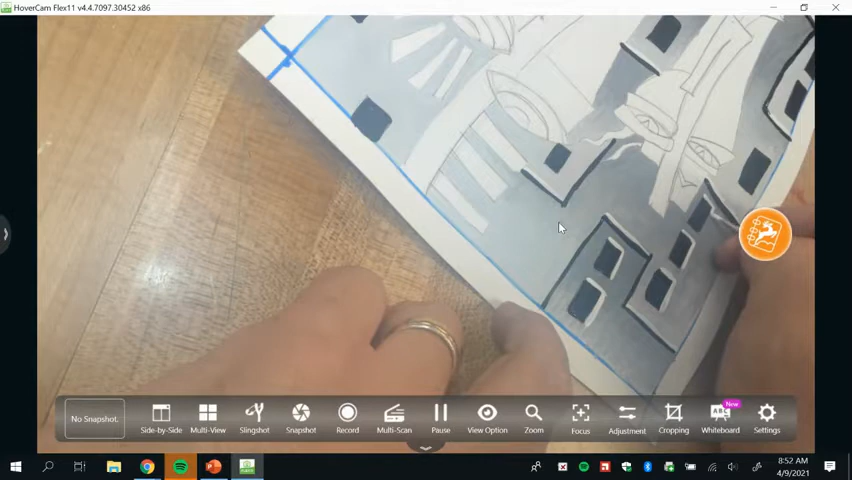 HoverCam Flex11 v4.4.7097.30452 x86
No Snapshot.
Side-by-Side
Multi-View
Slingshot
Snapshot
Record
Multi-Scan
Pause
View Option
Zoom
Focus
Adjustment
Cropping
New
ABC
Whiteboard
Settings
8:52 AM
4/9/2021